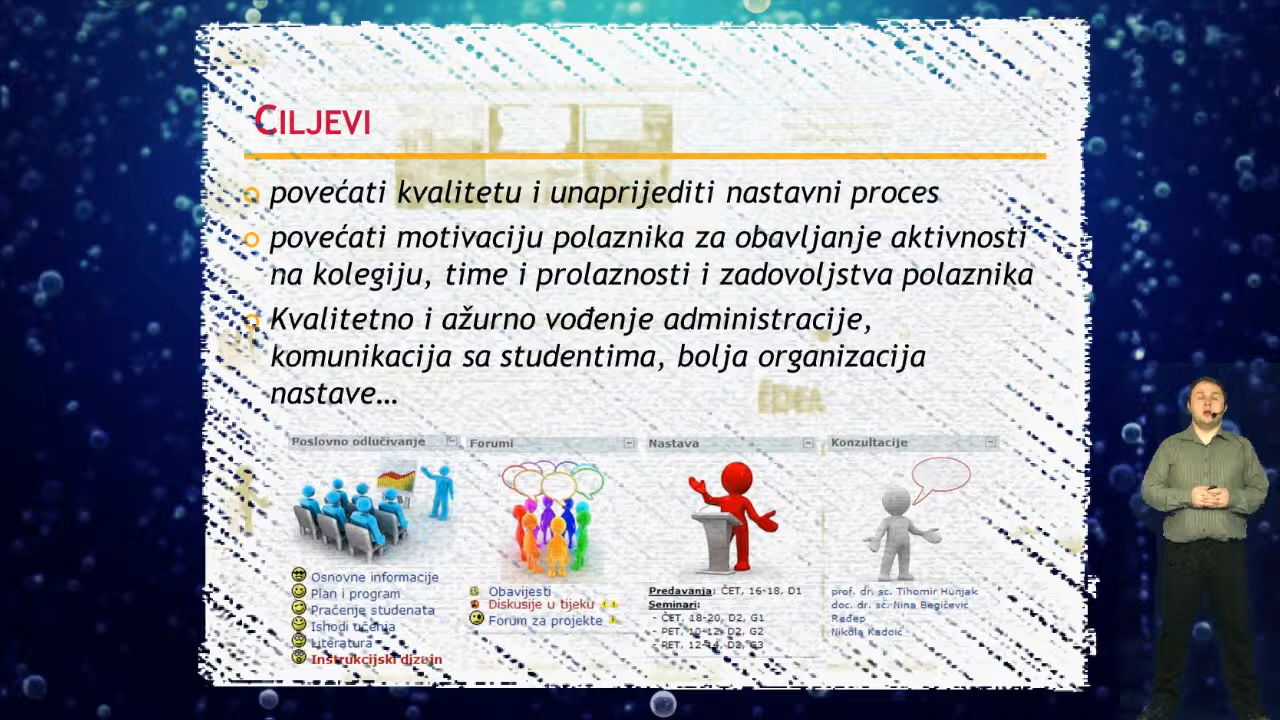 CILJEVI
povećati kvalitetu i unaprijediti nastavni proces
povećati motivaciju polaznika za obavljanje aktivnosti
na kolegiju, time i prolaznosti i zadovoljstva polaznika
Kvalitetno i ažurno vođenje administracije,
komunikacija sa studentima, bolja organizacija
nastave…
IDEA
Poslovno odlučivanje
Osnovne informacije
Plan i program
Praćenje studenata
Ishodi učenja
Literatura
Instrukcijski dizajn
Forumi
Obavijesti
Diskusije u tijeku
Forum za projekte
Nastava
Predavanja: ČET, 16-18, D1
Seminari:
- ČET, 18-20, D2, G1
- PET, 10-12, D2, G2
- PET, 12-14, D2, G3
Konzultacije
prof. dr. sc. Tihomir Hunjak
doc. dr. sc. Nina Begičević
Ređep
Nikola Kadoić